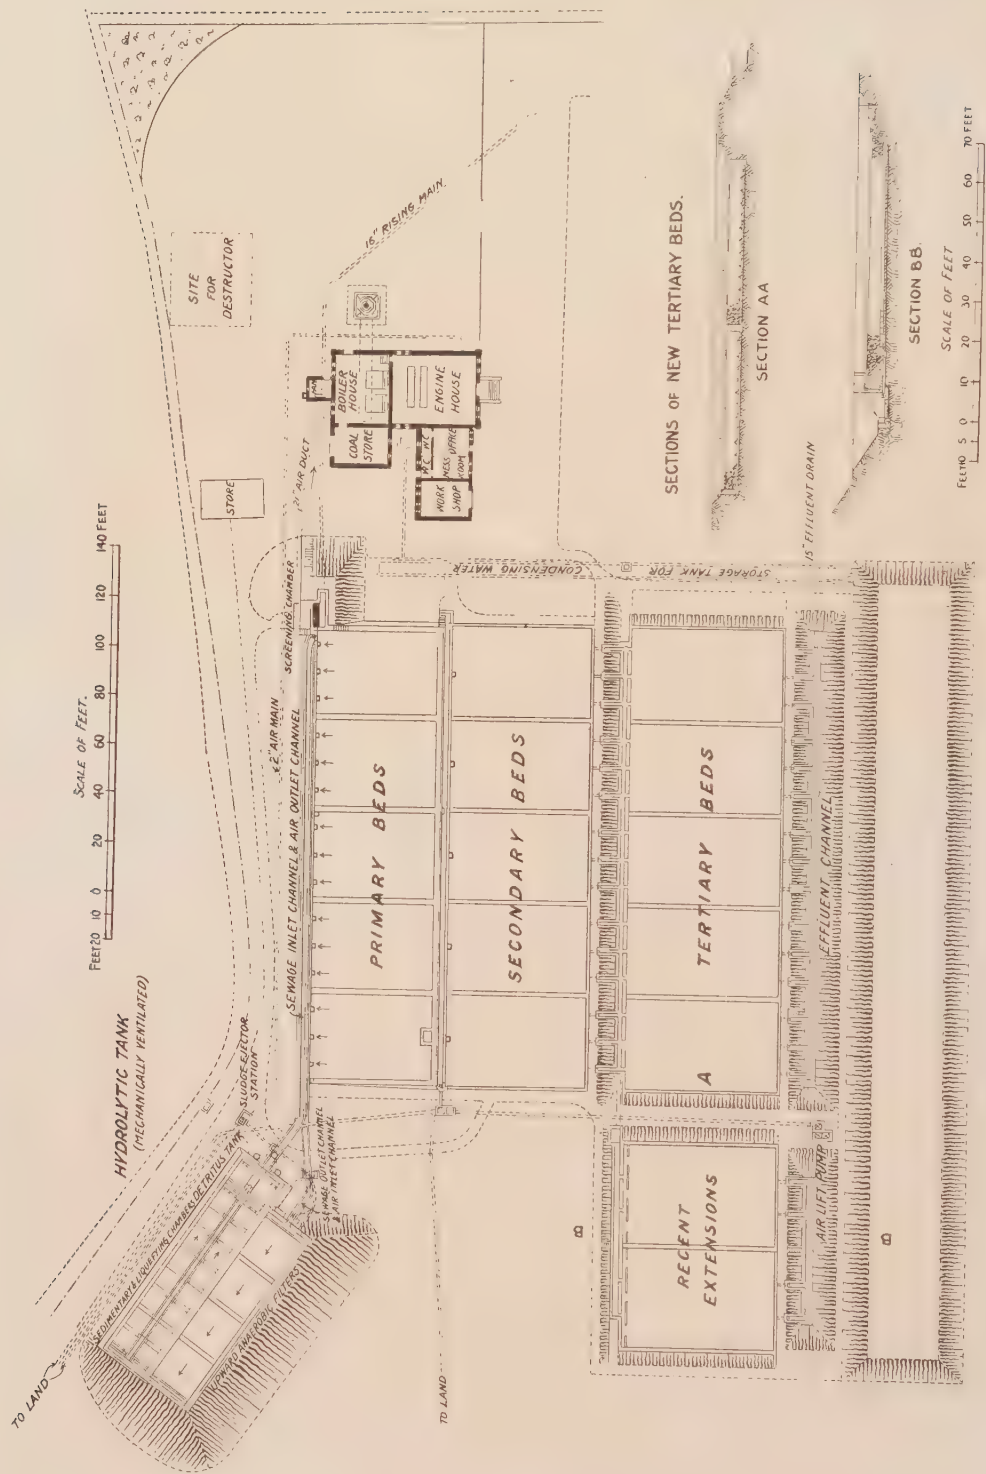 SCALE OF FEET.
FEET 20 10 0 20 40 60 80 100 120 140 FEET
HYDROLYTIC TANK
(MECHANICALLY VENTILATED)
TO LAND
SEDIMENTARY & LIQUEFYING CHAMBERS
DETRITUS TANK
UPWARD ANAEROBIC FILTERS
SLUDGE EJECTOR
STATION
SEWAGE OUTLET CHANNEL
& AIR INLET CHANNEL
SEWAGE INLET CHANNEL & AIR OUTLET CHANNEL
AIR MAIN
SCREENING CHAMBER
AIR DUCT
STORE
SITE
FOR
DESTRUCTOR
COAL
STORE
BOILER
HOUSE
WORK
SHOP
MESS
ROOM
OFFICE
W.C.
ENGINE
HOUSE
16" RISING MAIN
PRIMARY BEDS
SECONDARY BEDS
TO LAND
STORAGE TANK FOR CONDENSING WATER
A
TERTIARY BEDS
RECENT
EXTENSIONS
AIR LIFT PUMP
EFFLUENT CHANNEL
15" EFFLUENT DRAIN
B
B
SECTIONS OF NEW TERTIARY BEDS.
SECTION AA
SECTION BB.
SCALE OF FEET
FEET 10 5 0 10 20 30 40 50 60 70 FEET